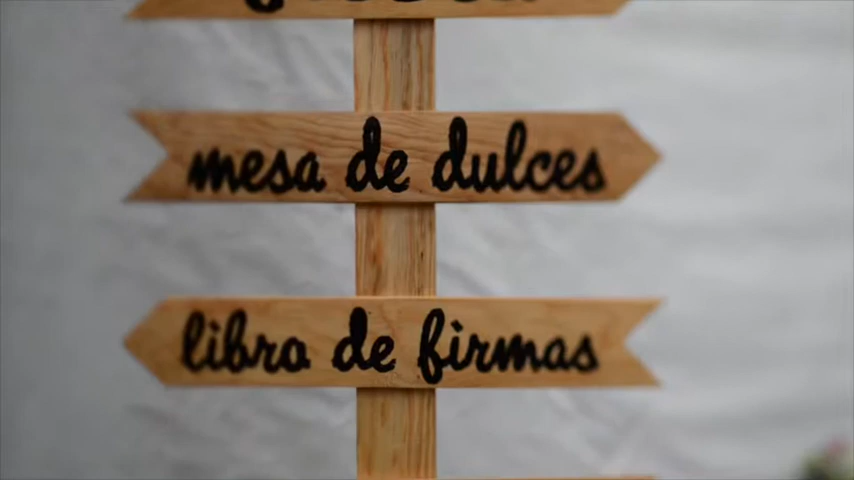 mesa de dulces
libro de firmas